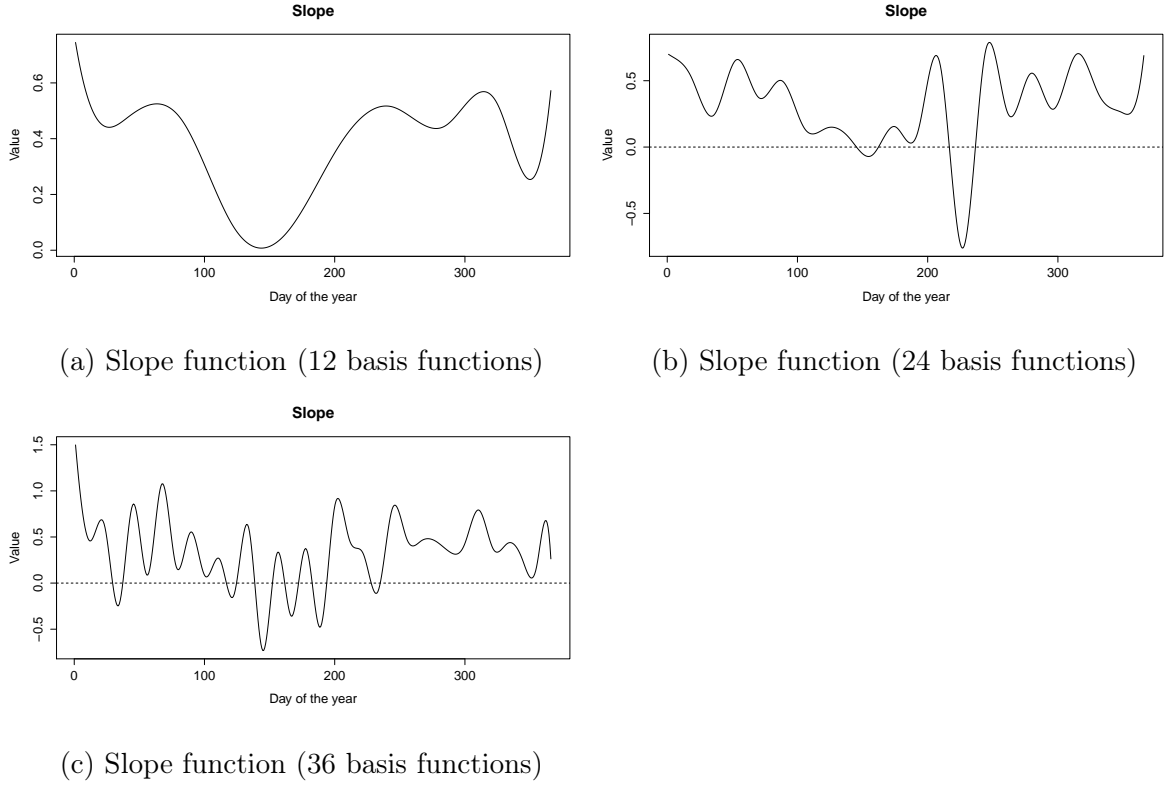 Slope
Value
0.0 0.2 0.4 0.6
0 100 200 300
Day of the year
(a) Slope function (12 basis functions)
Slope
Value
−0.5 0.0 0.5
0 100 200 300
Day of the year
(b) Slope function (24 basis functions)
Slope
Value
−0.5 0.0 0.5 1.0 1.5
0 100 200 300
Day of the year
(c) Slope function (36 basis functions)